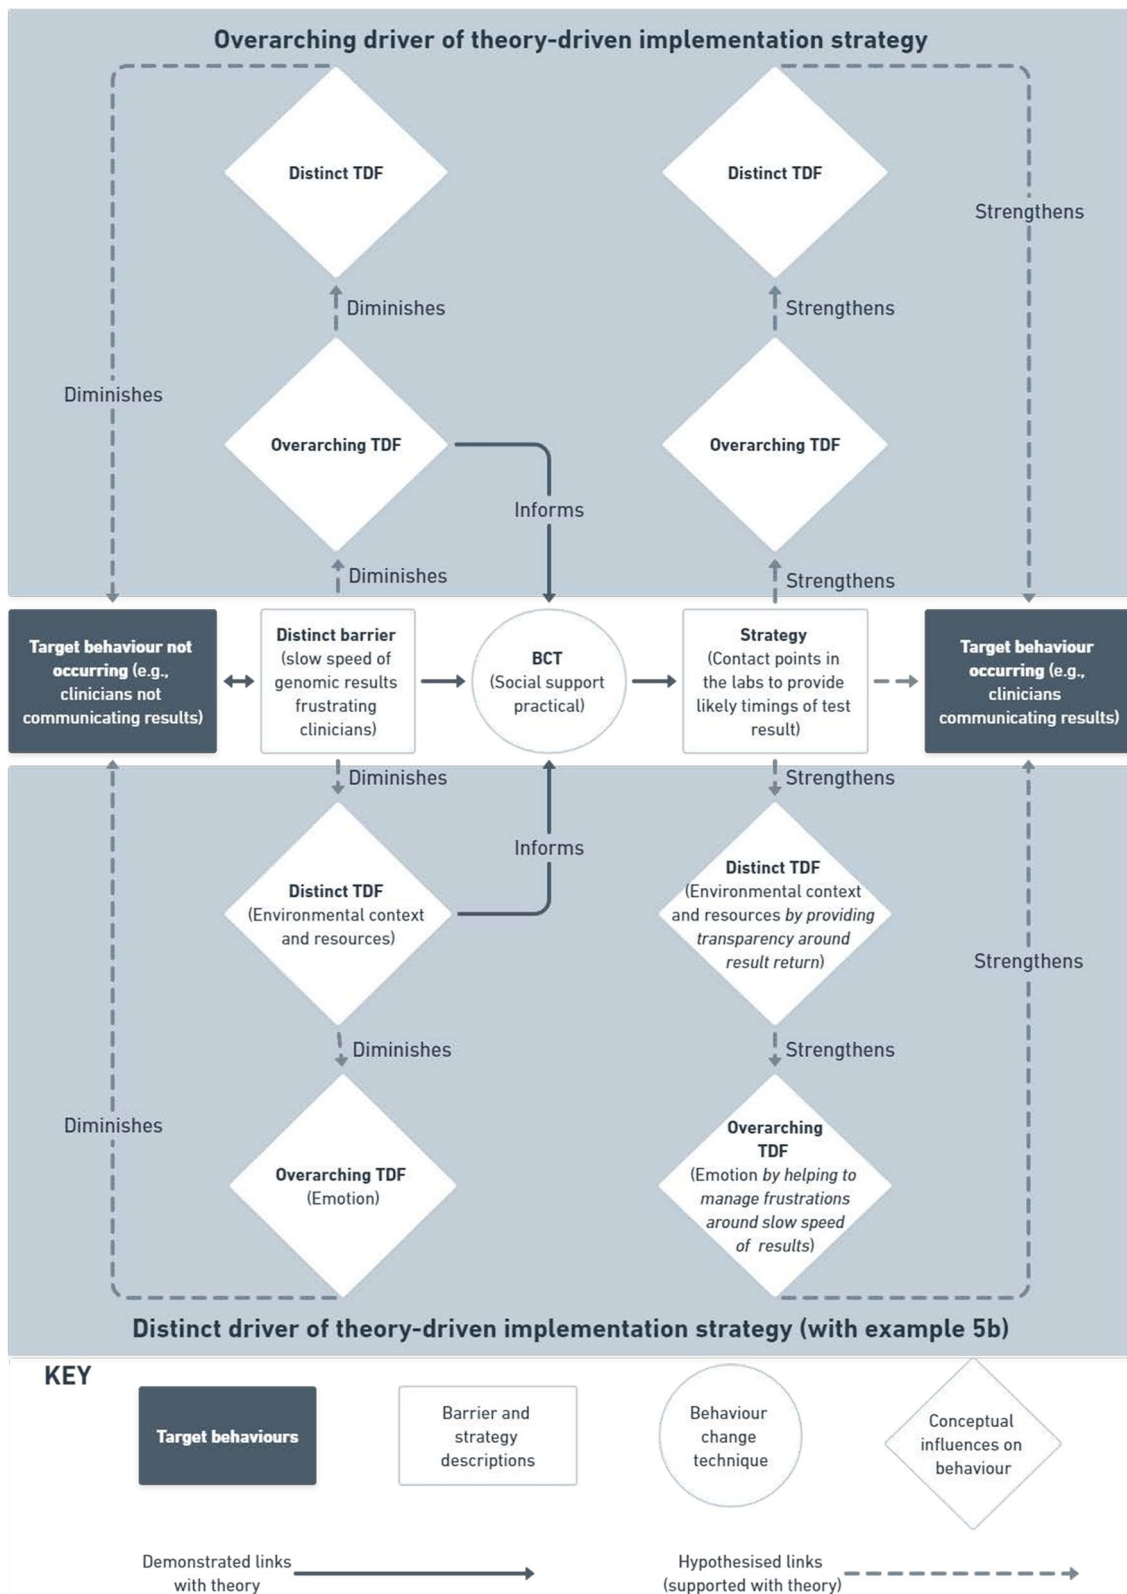 Overarching driver of theory-driven implementation strategy
Distinct TDF
Distinct TDF
Strengthens
Diminishes
Strengthens
Diminishes
Overarching TDF
Overarching TDF
Informs
Diminishes
Strengthens
Target behaviour not
occurring (e.g.,
clinicians not
communicating results)
Distinct barrier
(slow speed of
genomic results
frustrating
clinicians)
BCT
(Social support
practical)
Strategy
(Contact points in
the labs to provide
likely timings of test
result)
Target behaviour
occurring (e.g.,
clinicians
communicating results)
Diminishes
Strengthens
Informs
Distinct TDF
(Environmental context
and resources)
Distinct TDF
(Environmental context
and resources by providing
transparency around
result return)
Strengthens
Diminishes
Strengthens
Diminishes
Overarching TDF
(Emotion)
Overarching
TDF
(Emotion by helping to
manage frustrations
around slow speed
of results)
Distinct driver of theory-driven implementation strategy (with example 5b)
KEY
Target behaviours
Barrier and
strategy
descriptions
Behaviour
change
technique
Conceptual
influences on
behaviour
Demonstrated links
with theory
Hypothesised links
(supported with theory)